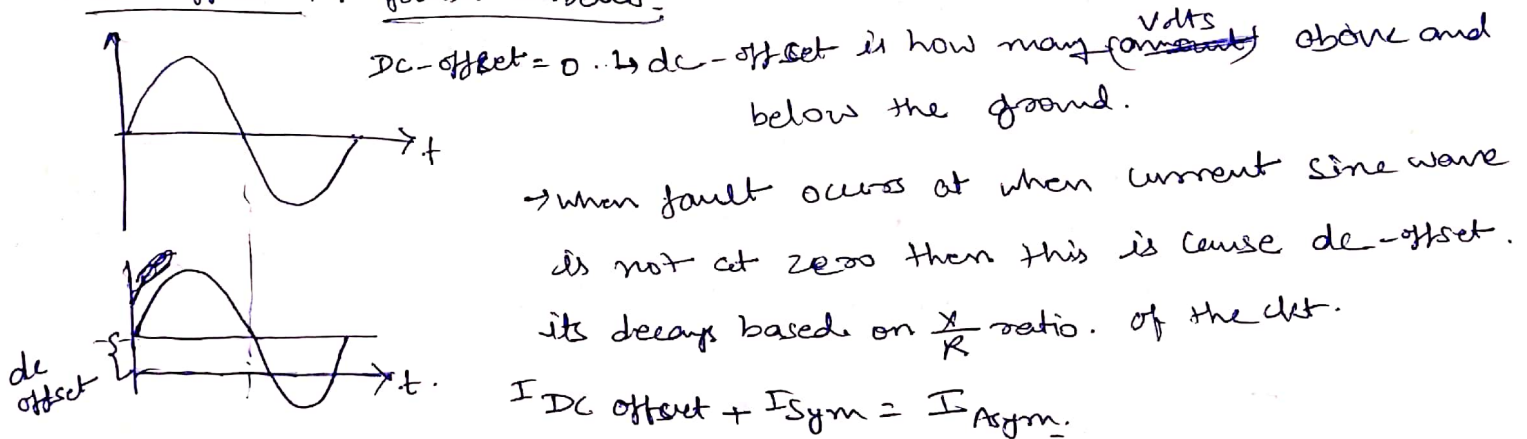 DC-offset = 0 .. ↳ dc-offset is how many Volts above and
below the ground.
t
→ when fault occurs at when current sine wave
is not at zero then this is cause dc-offset.
its decays based on X/R ratio. of the ckt.
dc
offset
t.
I DC offset + I Sym = I Asym.